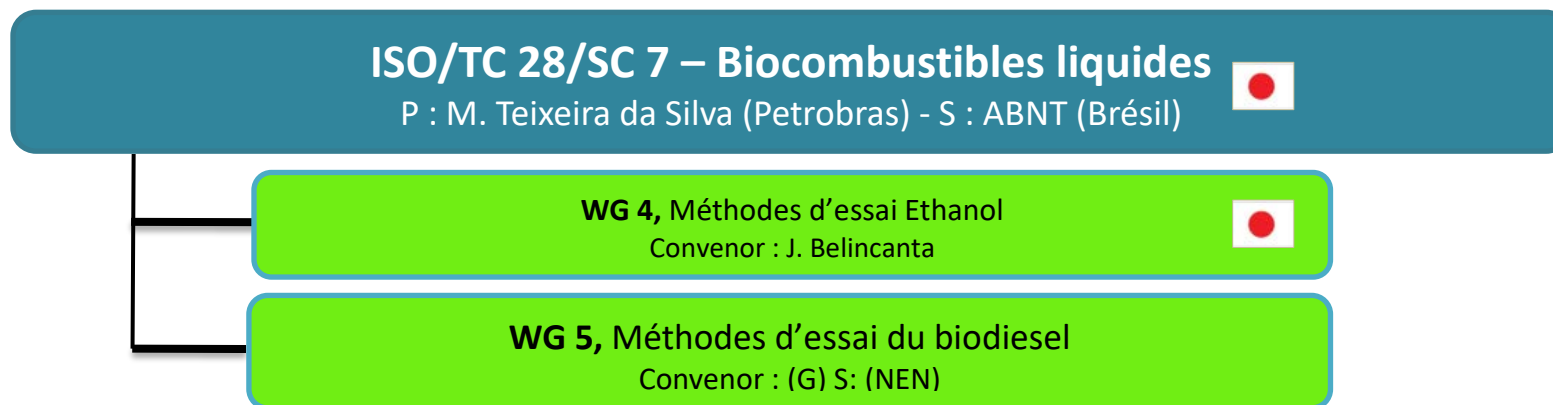 ISO/TC 28/SC 7 – Biocombustibles liquides
P : M. Teixeira da Silva (Petrobras) - S : ABNT (Brésil)
WG 4, Méthodes d’essai Ethanol
Convenor : J. Belincanta
WG 5, Méthodes d’essai du biodiesel
Convenor : (G) S: (NEN)